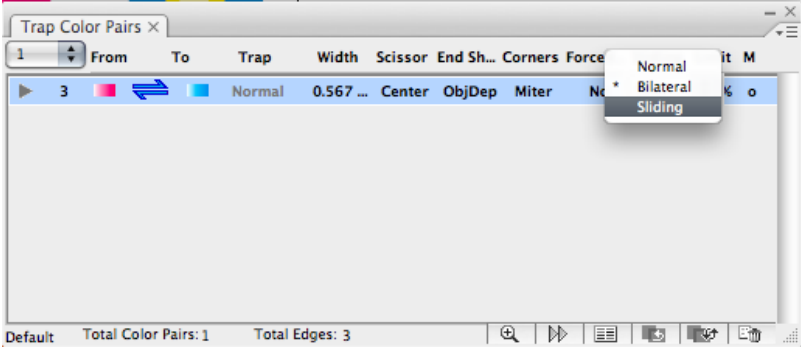 Trap Color Pairs ×
1 From To Trap Width Scissor End Sh... Corners Force it M
3 Normal 0.567 ... Center ObjDep Miter No % o
Normal
* Bilateral
Sliding
Default Total Color Pairs: 1 Total Edges: 3